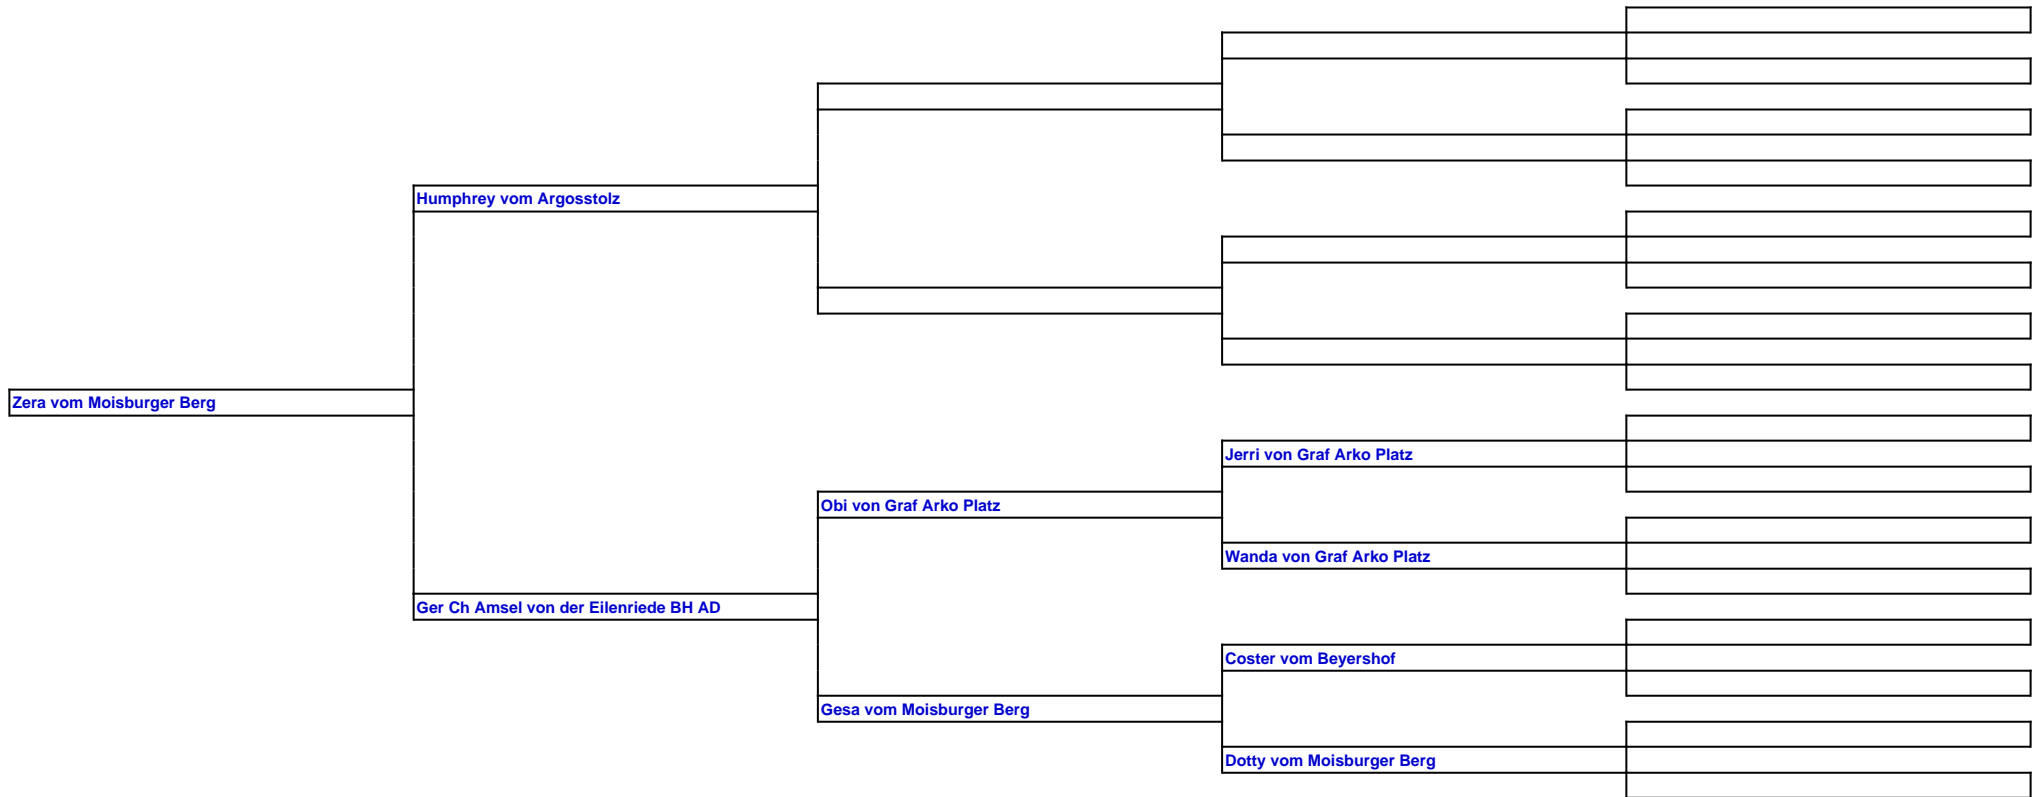 Humphrey vom Argosstolz
Zera vom Moisburger Berg
Jerri von Graf Arko Platz
Obi von Graf Arko Platz
Wanda von Graf Arko Platz
Ger Ch Amsel von der Eilenriede BH AD
Coster vom Beyershof
Gesa vom Moisburger Berg
Dotty vom Moisburger Berg